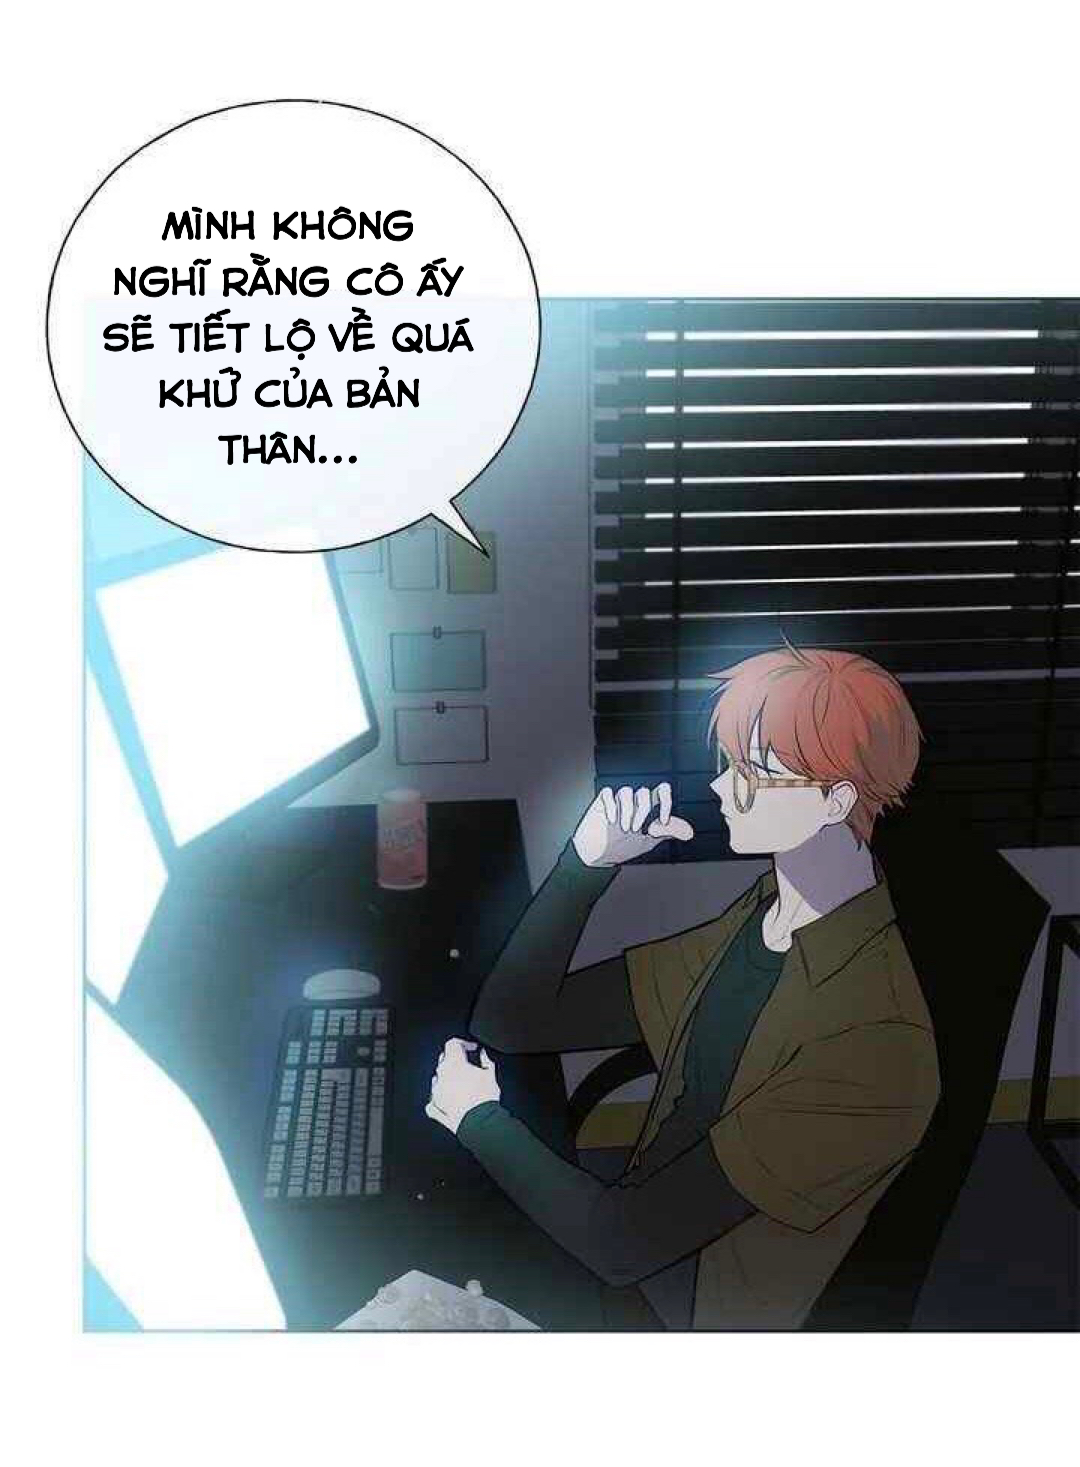 MÌNH KHÔNG
NGHĨ RẰNG CÔ ẤY
SẼ TIẾT LỘ VỀ QUÁ
KHỨ CỦA BẢN
THÂN...